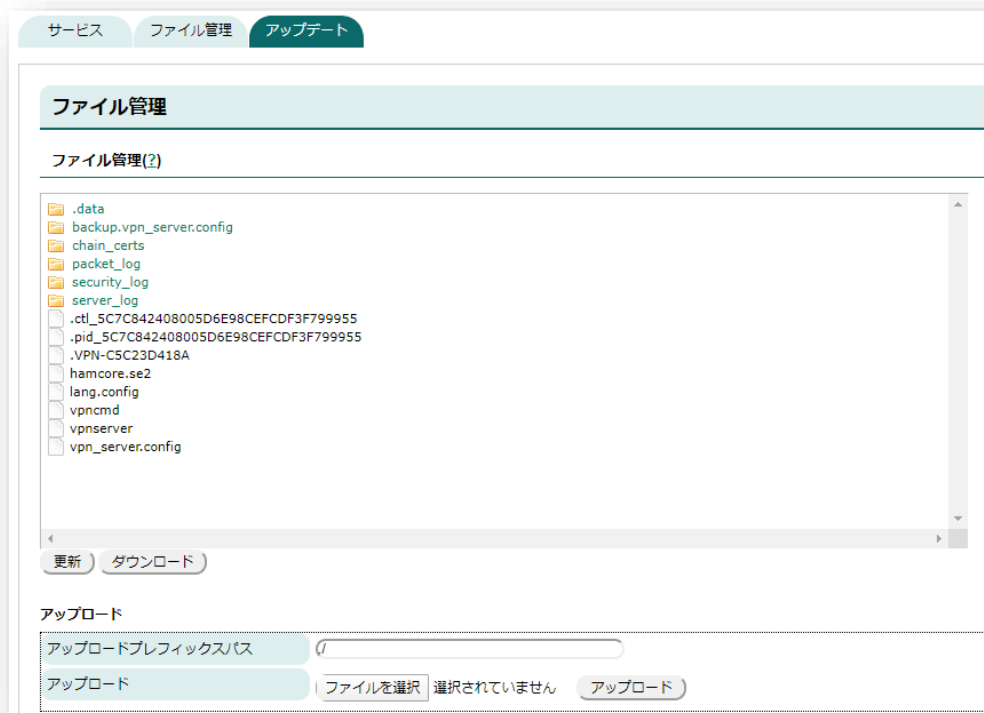 サービス ファイル管理 アップデート
ファイル管理
ファイル管理(?)
.data
backup.vpn_server.config
chain_certs
packet_log
security_log
server_log
.ctl_5C7C842408005D6E98CEFCDF3F799955
.pid_5C7C842408005D6E98CEFCDF3F799955
.VPN-C5C23D418A
hamcore.se2
lang.config
vpncmd
vpnserver
vpn_server.config
更新 ダウンロード
アップロード
アップロードプレフィックスパス /
アップロード ファイルを選択 選択されていません アップロード